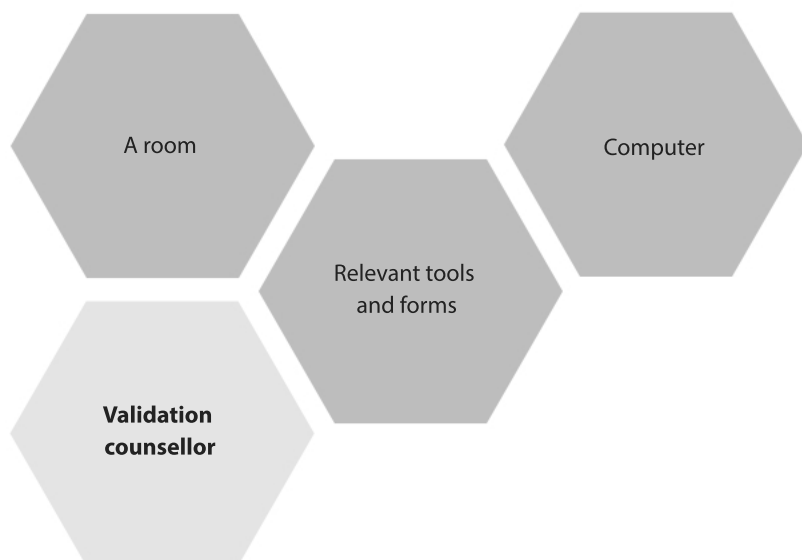 A room
Computer
Relevant tools
and forms
Validation
counsellor